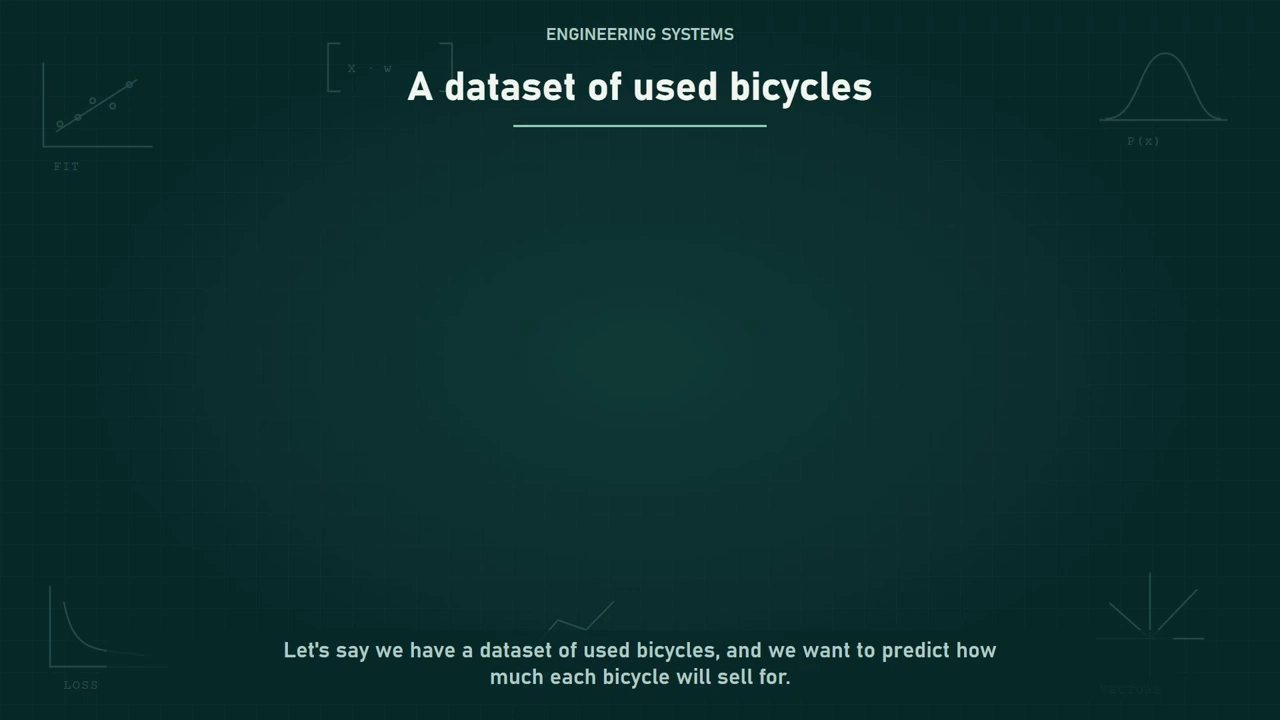 ENGINEERING SYSTEMS
A dataset of used bicycles
X · w
P(x)
FIT
Let's say we have a dataset of used bicycles, and we want to predict how
much each bicycle will sell for.
LOSS